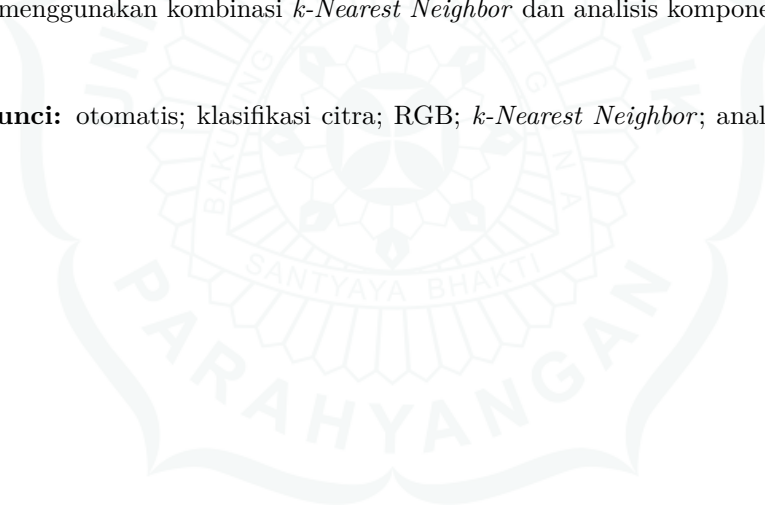 menggunakan kombinasi k-Nearest Neighbor dan analisis kompone
unci: otomatis; klasifikasi citra; RGB; k-Nearest Neighbor; anal
SANTYAYA BHAKTI
PARAHYANGAN